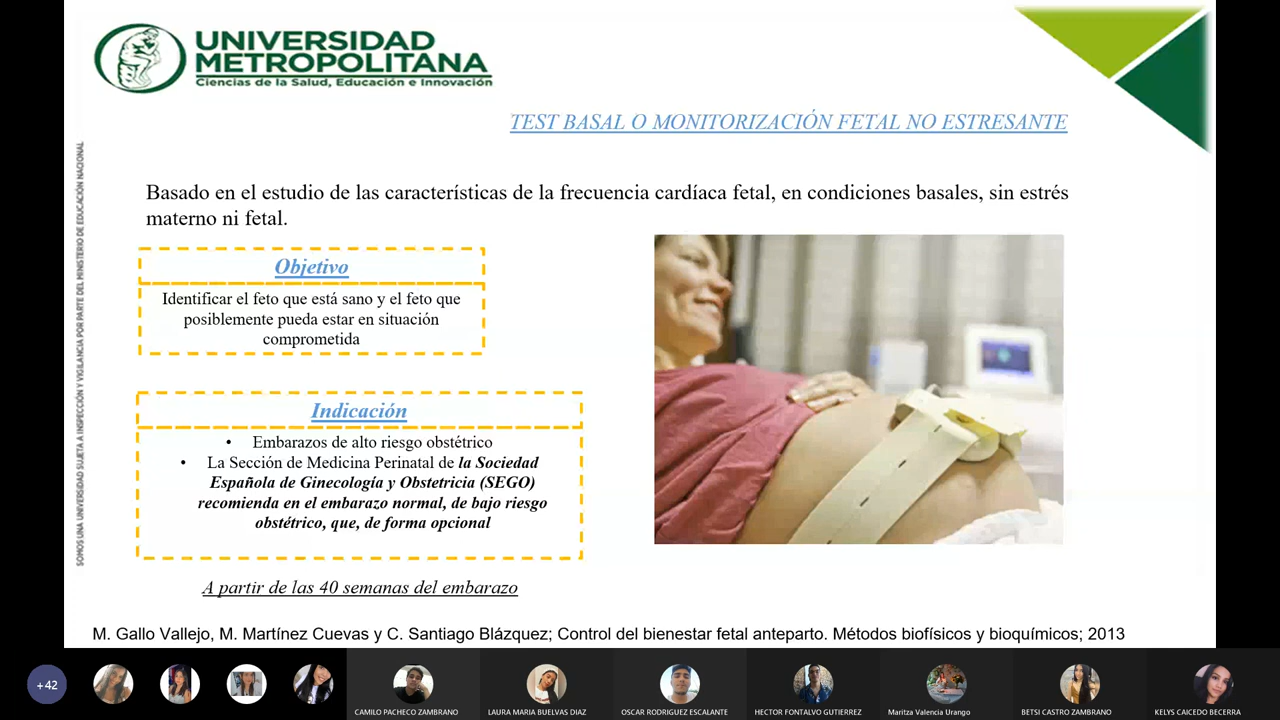 UNIVERSIDAD
METROPOLITANA
Ciencias de la Salud, Educación e Innovación
TEST BASAL O MONITORIZACIÓN FETAL NO ESTRESANTE
SOMOS UNA UNIVERSIDAD SUJETA A INSPECCIÓN Y VIGILANCIA POR PARTE DEL MINISTERIO DE EDUCACIÓN NACIONAL
Basado en el estudio de las características de la frecuencia cardíaca fetal, en condiciones basales, sin estrés
materno ni fetal.
Objetivo
Identificar el feto que está sano y el feto que
posiblemente pueda estar en situación
comprometida
Indicación
• Embarazos de alto riesgo obstétrico
• La Sección de Medicina Perinatal de la Sociedad
Española de Ginecología y Obstetricia (SEGO)
recomienda en el embarazo normal, de bajo riesgo
obstétrico, que, de forma opcional
A partir de las 40 semanas del embarazo
M. Gallo Vallejo, M. Martínez Cuevas y C. Santiago Blázquez; Control del bienestar fetal anteparto. Métodos biofísicos y bioquímicos; 2013
+42
CAMILO PACHECO ZAMBRANO
LAURA MARIA BUELVAS DIAZ
OSCAR RODRIGUEZ ESCALANTE
HECTOR FONTALVO GUTIERREZ
Maritza Valencia Urango
BETSI CASTRO ZAMBRANO
KELYS CAICEDO BECERRA